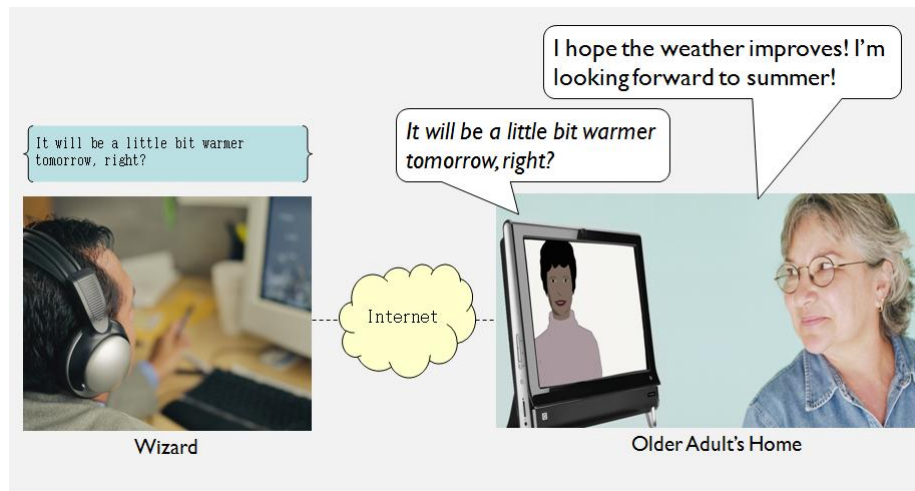 I hope the weather improves! I'm
looking forward to summer!
It will be a little bit warmer
tomorrow, right?
It will be a little bit warmer
tomorrow, right?
Internet
Wizard
Older Adult's Home